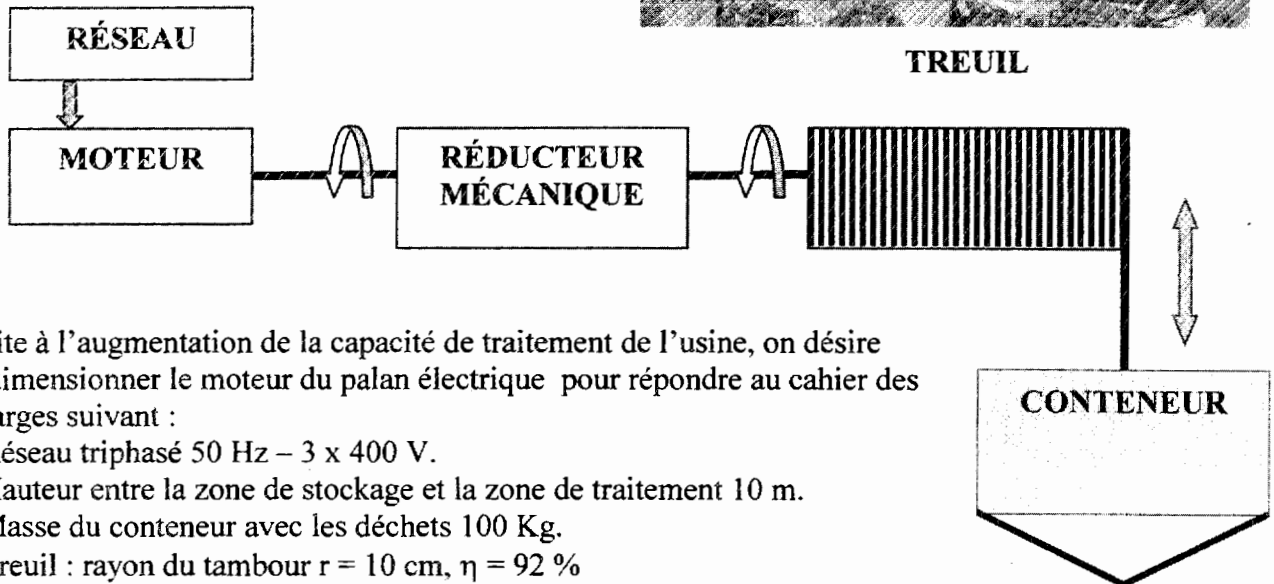 RÉSEAU
TREUIL
MOTEUR
RÉDUCTEUR
MÉCANIQUE
ite à l'augmentation de la capacité de traitement de l'usine, on désire
dimensionner le moteur du palan électrique pour répondre au cahier des
arges suivant :
éseau triphasé 50 Hz – 3 x 400 V.
auteur entre la zone de stockage et la zone de traitement 10 m.
asse du conteneur avec les déchets 100 Kg.
reuil : rayon du tambour r = 10 cm, η = 92 %
CONTENEUR